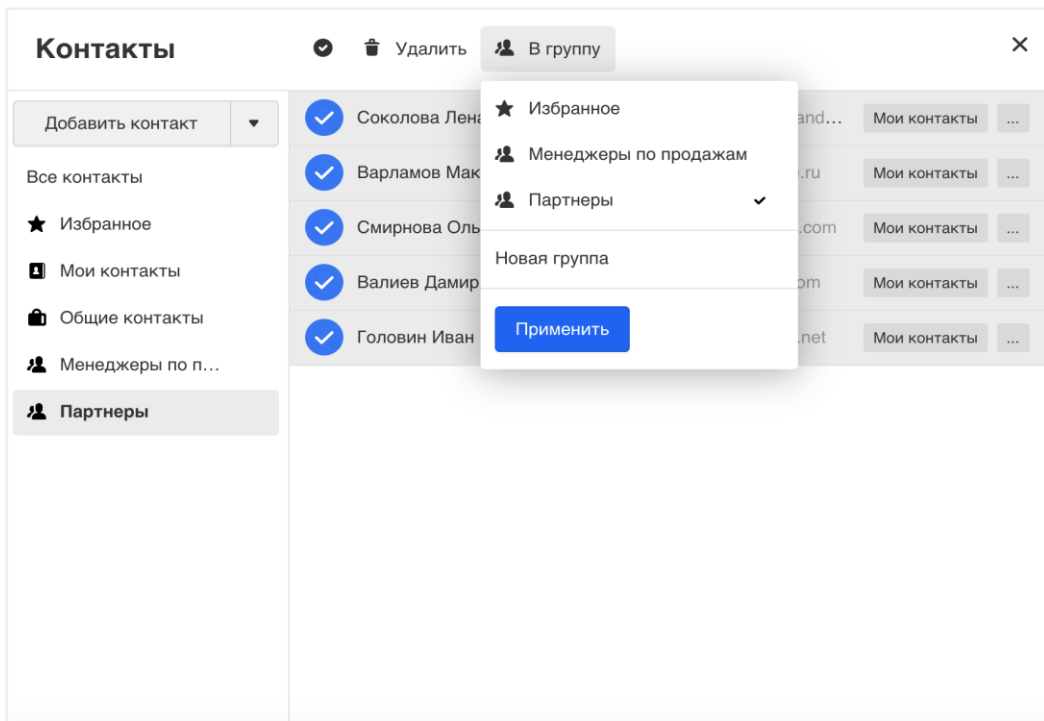 Контакты
Удалить
В группу
Добавить контакт
Все контакты
Избранное
Мои контакты
Общие контакты
Менеджеры по п...
Партнеры
Соколова Лена
and...
Мои контакты
...
Варламов Мак
.ru
Мои контакты
...
Смирнова Оль
.com
Мои контакты
...
Валиев Дамир
om
Мои контакты
...
Головин Иван
.net
Мои контакты
...
Избранное
Менеджеры по продажам
Партнеры
Новая группа
Применить